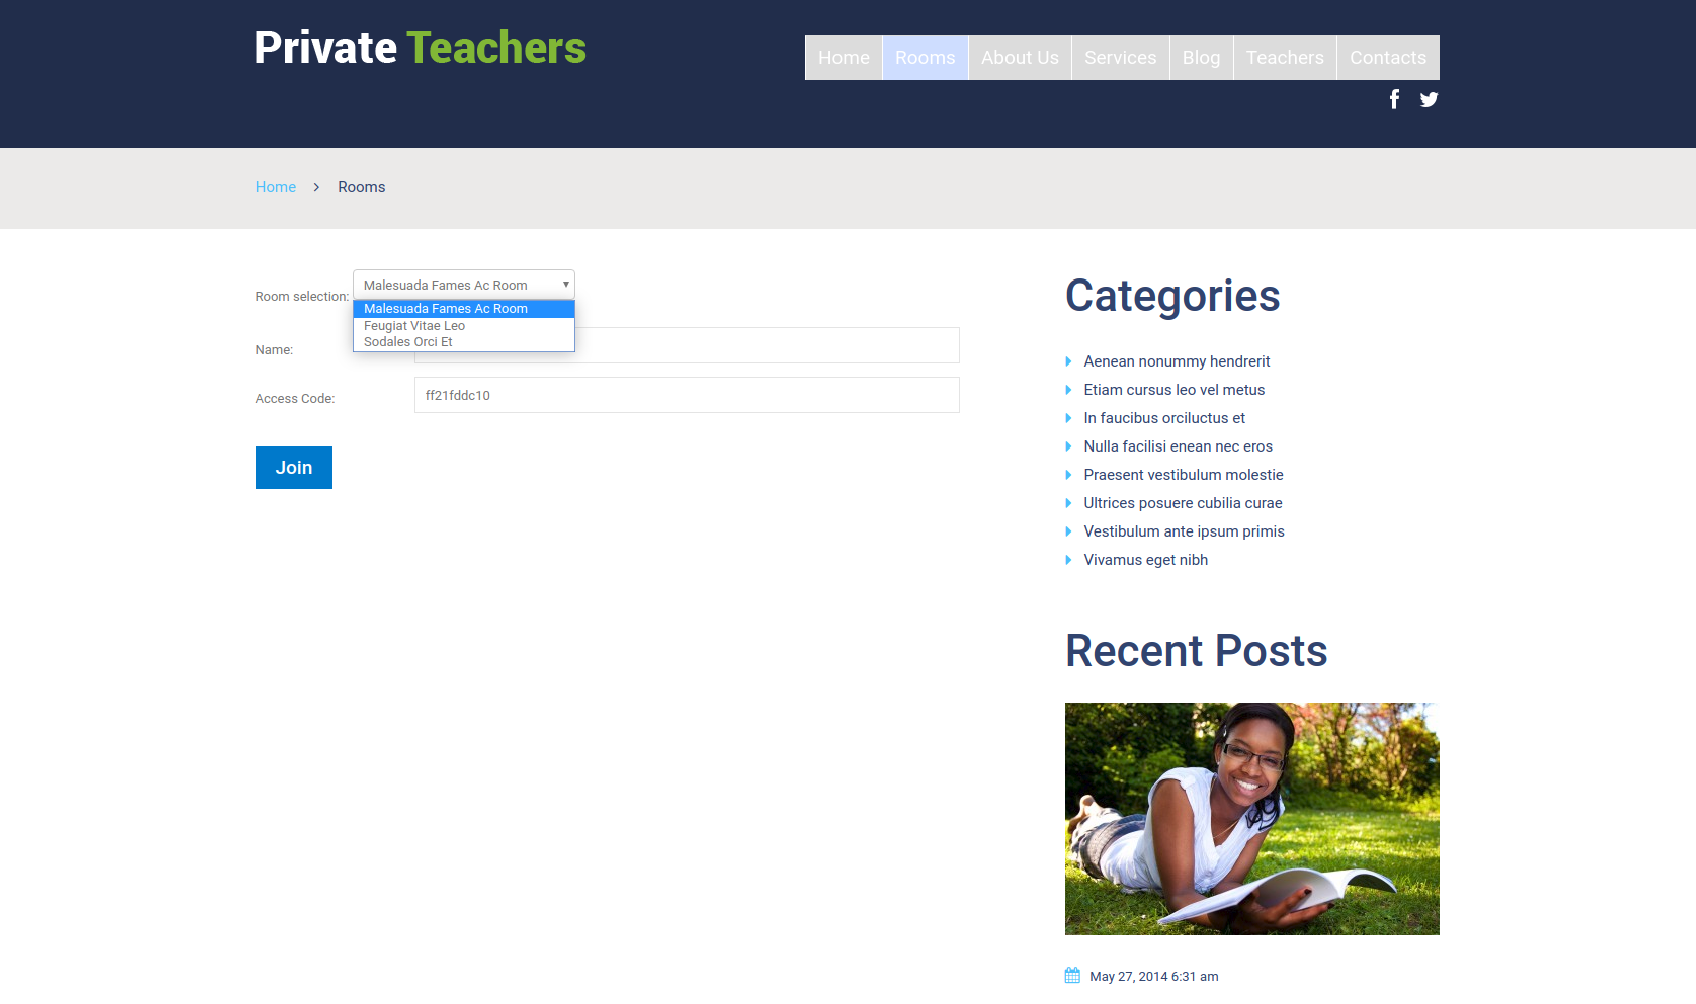 Private Teachers
Home Rooms About Us Services Blog Teachers Contacts
Home Rooms
Room selection: Malesuada Fames Ac Room
Malesuada Fames Ac Room
Feugiat Vitae Leo
Sodales Orci Et
Name:
Access Code: ff21fddc10
Join
Categories
Aenean nonummy hendrerit
Etiam cursus leo vel metus
In faucibus orciluctus et
Nulla facilisi enean nec eros
Praesent vestibulum molestie
Ultrices posuere cubilia curae
Vestibulum ante ipsum primis
Vivamus eget nibh
Recent Posts
May 27, 2014 6:31 am